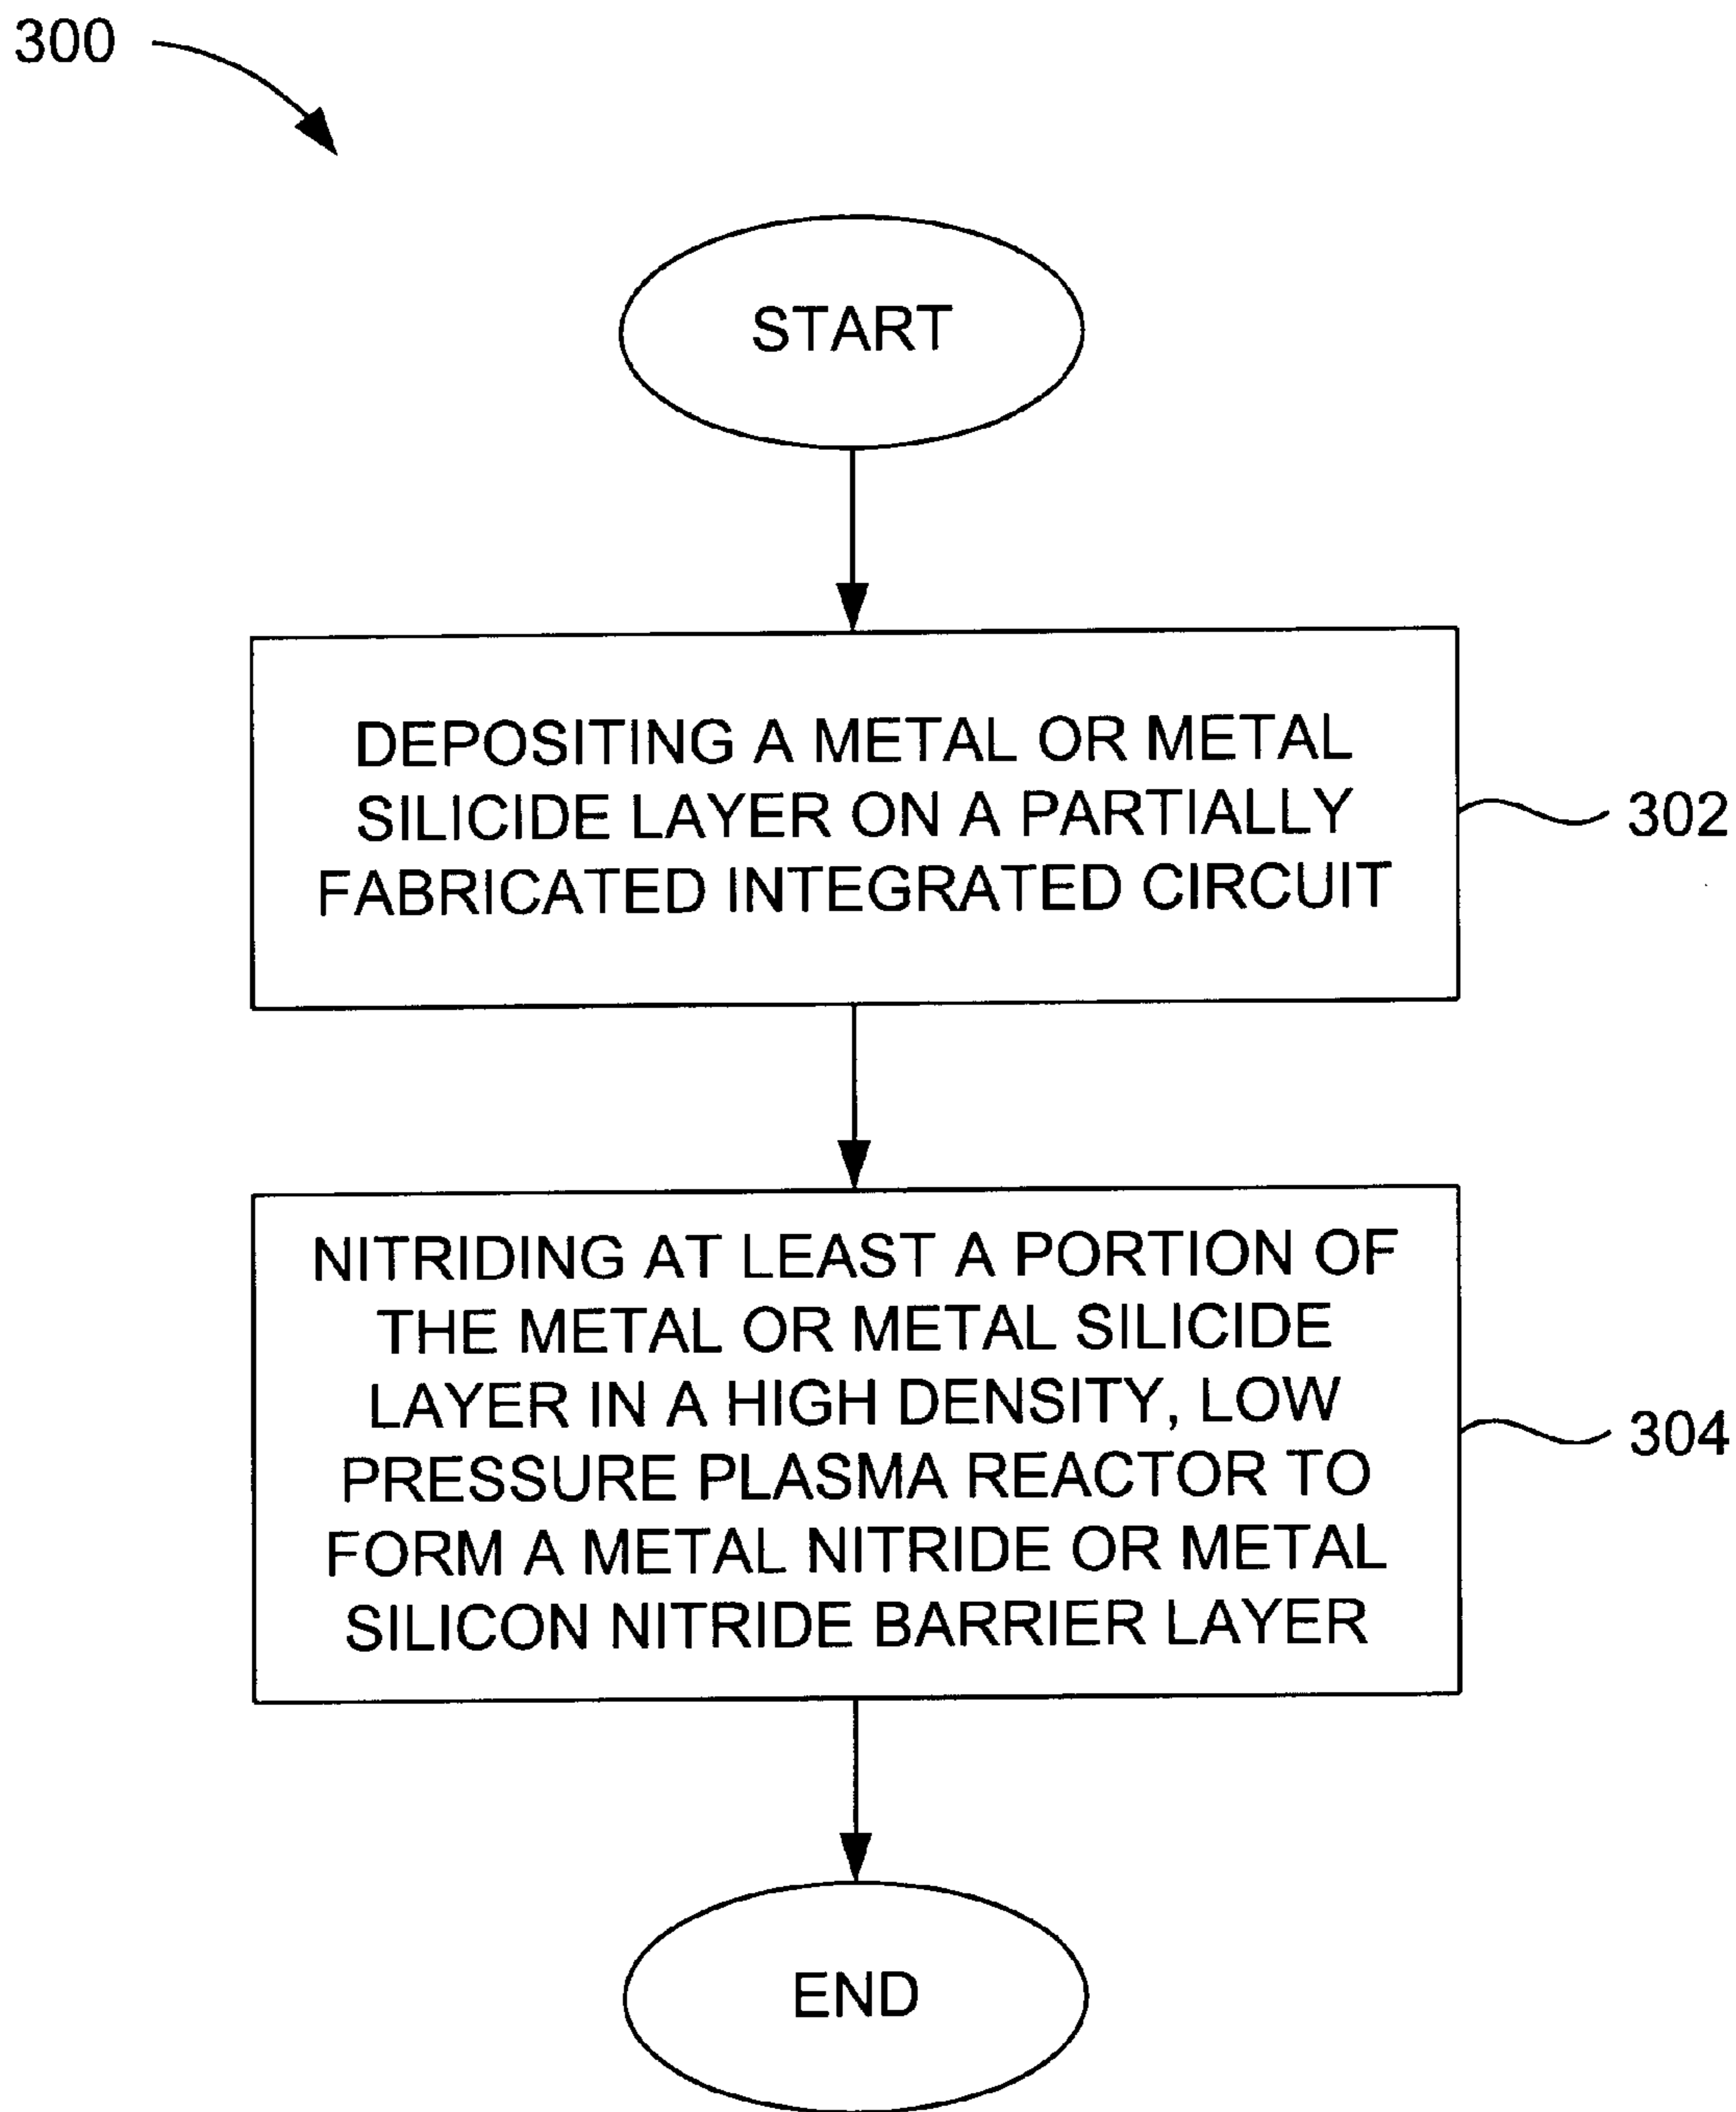 300
START
DEPOSITING A METAL OR METAL
SILICIDE LAYER ON A PARTIALLY
FABRICATED INTEGRATED CIRCUIT
302
NITRIDING AT LEAST A PORTION OF
THE METAL OR METAL SILICIDE
LAYER IN A HIGH DENSITY, LOW
PRESSURE PLASMA REACTOR TO
FORM A METAL NITRIDE OR METAL
SILICON NITRIDE BARRIER LAYER
304
END